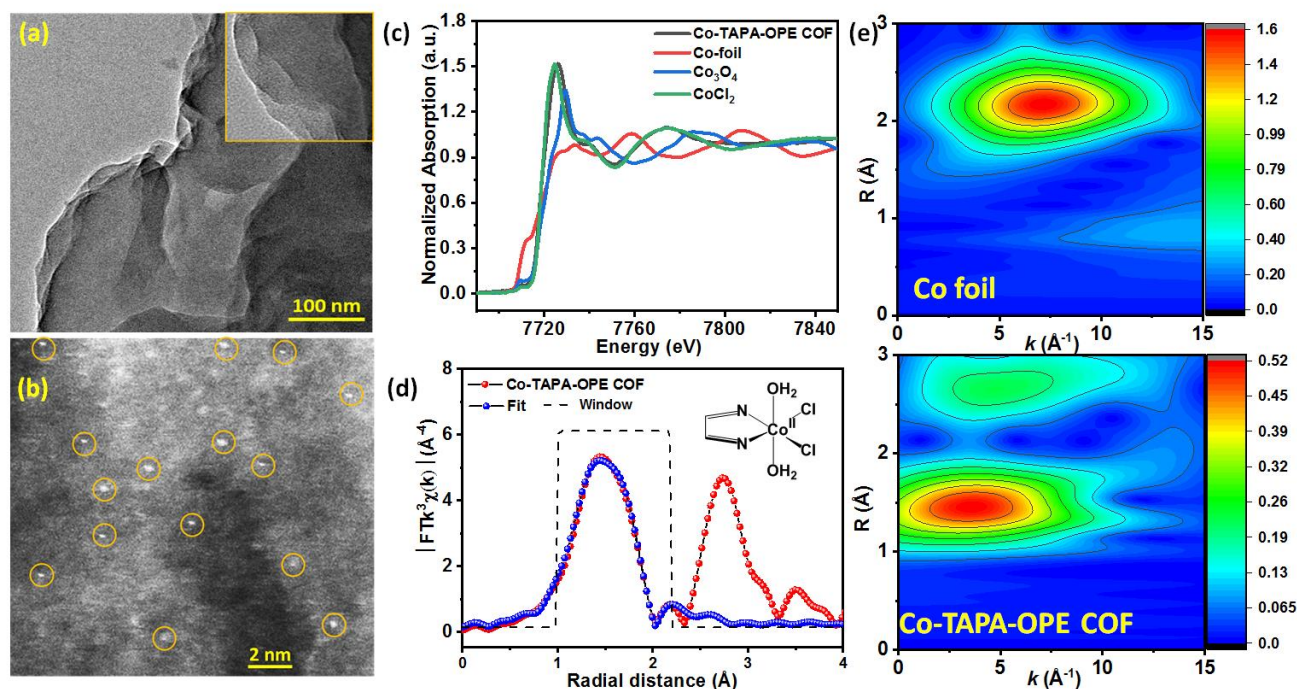 (a)
100 nm
(b)
2 nm
(c)
Co-TAPA-OPE COF
Co-foil
Co₃O₄
CoCl₂
Normalized Absorption (a.u.)
1.5
1.2
0.9
0.6
0.3
0.0
7720 7760 7800 7840
Energy (eV)
(d)
Co-TAPA-OPE COF
Fit Window
OH₂
N Cl
Coᴵᴵ
N Cl
OH₂
| FTk³χ(k) | (Å⁻⁴)
8
6
4
2
0
0 1 2 3 4
Radial distance (Å)
(e)
R (Å)
3
2
1
0
Co foil
0 5 10 15
k (Å⁻¹)
1.6
1.4
1.2
0.99
0.80
0.60
0.40
0.20
0.0
R (Å)
3
2
1
0
Co-TAPA-OPE COF
0 5 10 15
k (Å⁻¹)
0.52
0.46
0.39
0.33
0.26
0.19
0.13
0.065
0.0